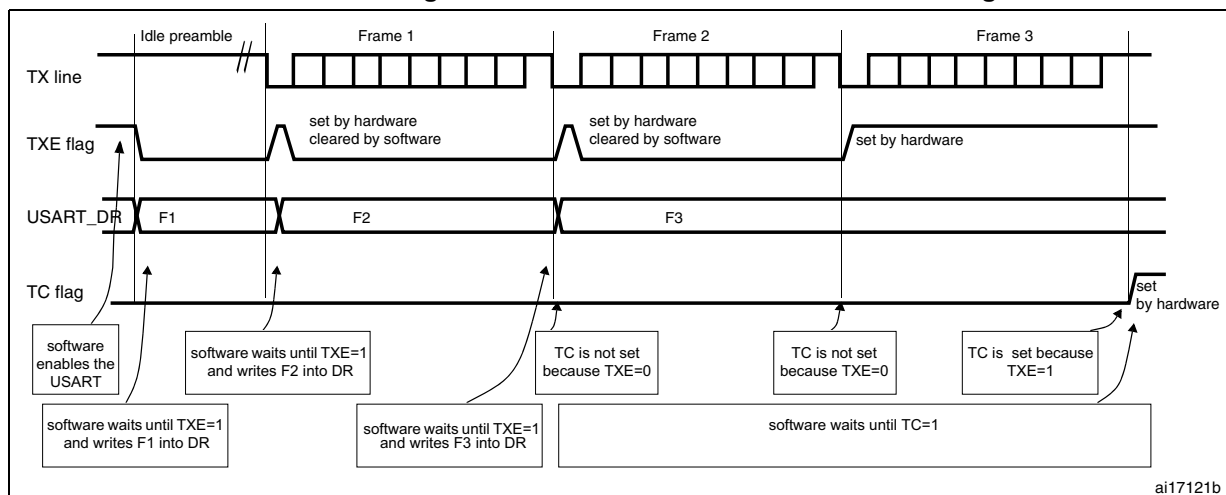 Idle preamble
Frame 1
Frame 2
Frame 3
TX line
TXE flag
set by hardware
cleared by software
set by hardware
cleared by software
set by hardware
USART_DR
F1
F2
F3
TC flag
set
by hardware
software
enables the
USART
software waits until TXE=1
and writes F2 into DR
TC is not set
because TXE=0
TC is not set
because TXE=0
TC is set because
TXE=1
software waits until TXE=1
and writes F1 into DR
software waits until TXE=1
and writes F3 into DR
software waits until TC=1
ai17121b